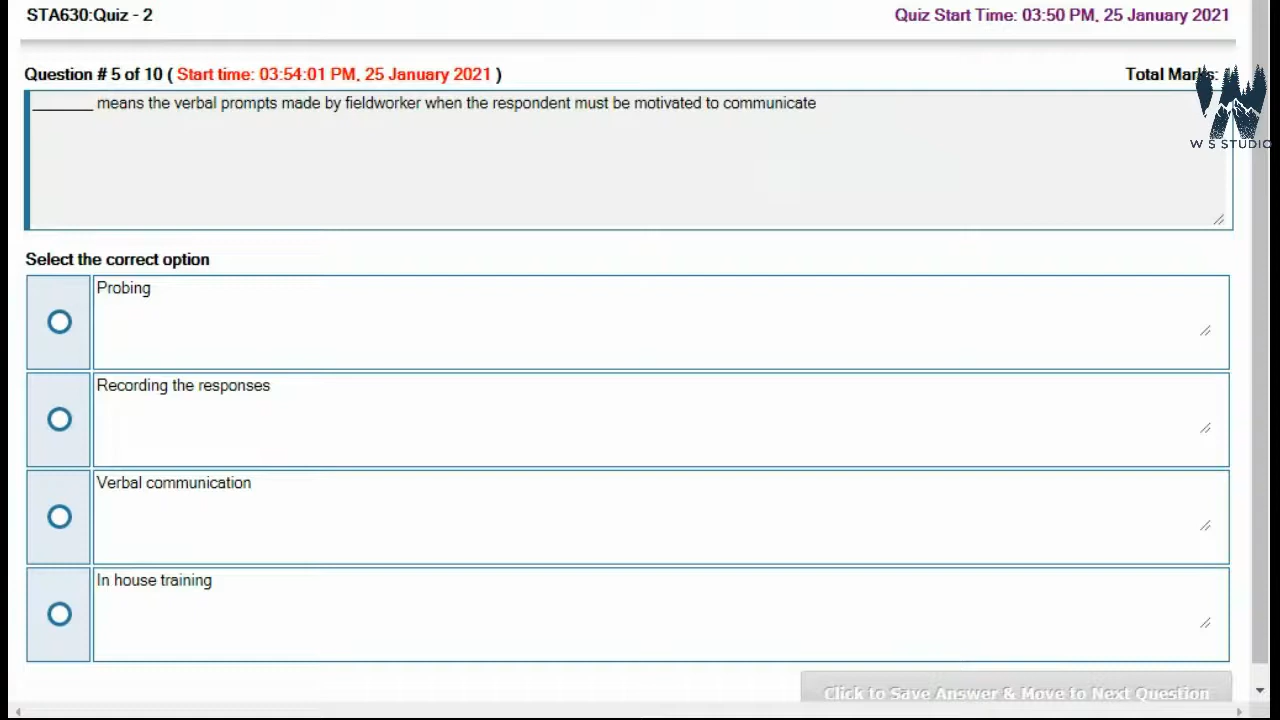 STA630:Quiz - 2
Quiz Start Time: 03:50 PM, 25 January 2021
Question # 5 of 10 ( Start time: 03:54:01 PM, 25 January 2021 )
Total Marks:
_______ means the verbal prompts made by fieldworker when the respondent must be motivated to communicate
W S STUDIO
Select the correct option
Probing
Recording the responses
Verbal communication
In house training
Click to Save Answer & Move to Next Question